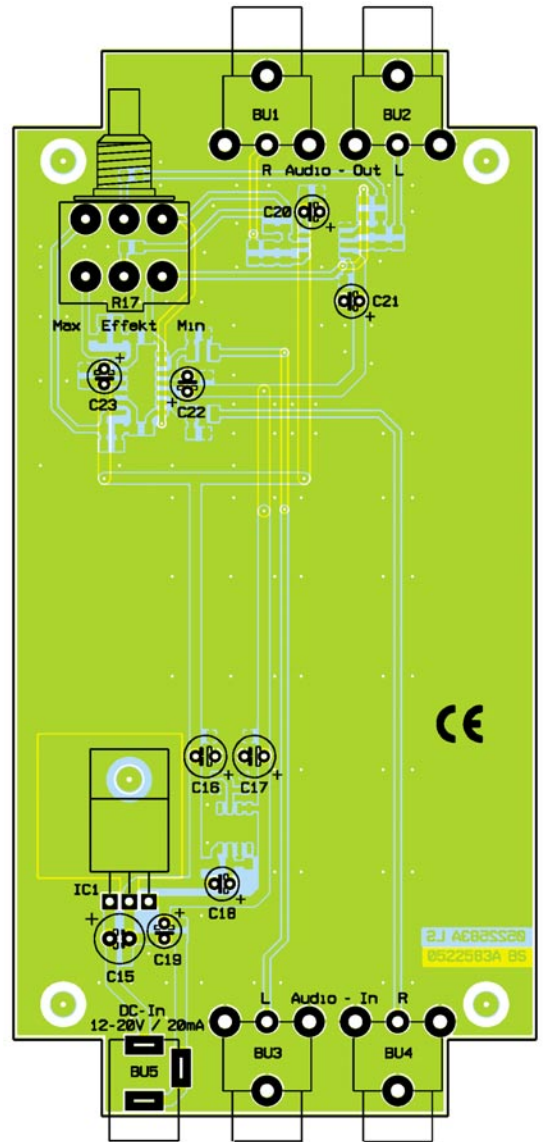 BU1
BU2
R Audio - Out L
C20
C21
R17
Max Effekt Min
C23
C22
CE
C16
C17
IC1
C18
C15
C19
0522583A LS
0522583A BS
L Audio - In R
DC-In
12-20V / 20mA
BU5
BU3
BU4